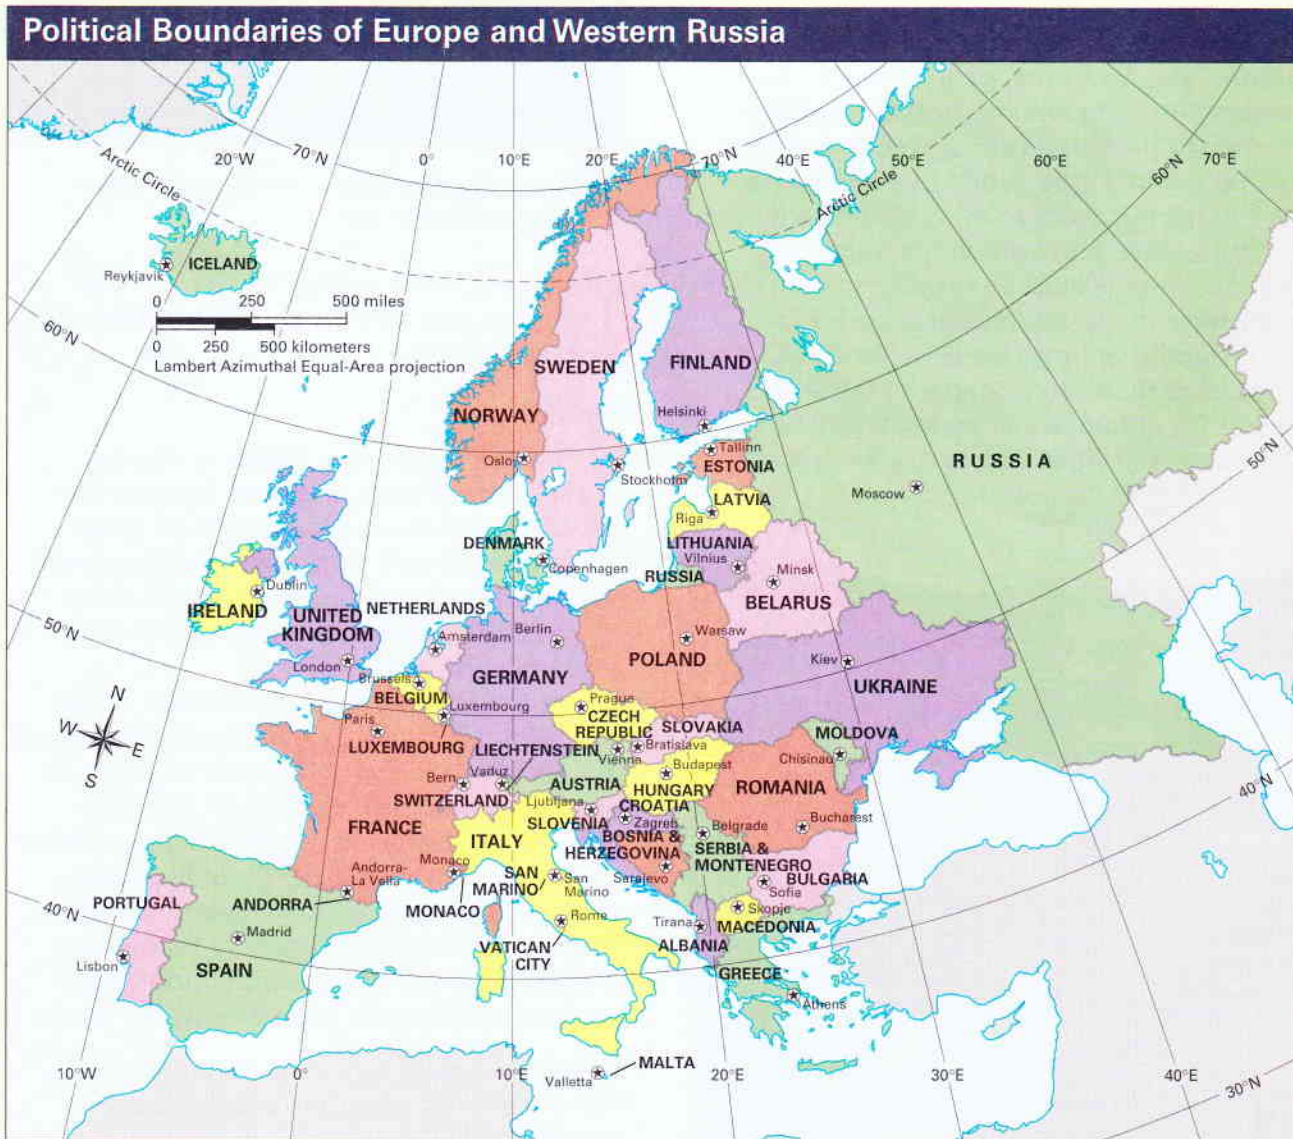 Political Boundaries of Europe and Western Russia
Arctic Circle
20°W
70°N
0°
10°E
20°E
70°N
40°E
50°E
60°E
60°N
70°E
Arctic Circle
ICELAND
Reykjavik
0 250 500 miles
0 250 500 kilometers
Lambert Azimuthal Equal-Area projection
60°N
SWEDEN
FINLAND
NORWAY
Helsinki
Oslo
Stockholm
Tallinn
ESTONIA
RUSSIA
Moscow
50°N
LATVIA
Riga
DENMARK
Copenhagen
LITHUANIA
Vilnius
RUSSIA
Minsk
BELARUS
Dublin
IRELAND
UNITED
KINGDOM
London
NETHERLANDS
Amsterdam
Berlin
GERMANY
Warsaw
POLAND
Kiev
UKRAINE
50°N
Brussels
BELGIUM
Luxembourg
Paris
LUXEMBOURG
Prague
CZECH
REPUBLIC
SLOVAKIA
Bratislava
MOLDOVA
Chisinau
N
W
E
S
LIECHTENSTEIN
Vienna
Bern
Vaduz
AUSTRIA
Budapest
HUNGARY
ROMANIA
40°N
SWITZERLAND
Ljubljana
SLOVENIA
CROATIA
Zagreb
FRANCE
ITALY
BOSNIA &
HERZEGOVINA
Sarajevo
Belgrade
Bucharest
SERBIA &
MONTENEGRO
Andorra-
La Vella
Monaco
SAN
MARINO
San
Marino
BULGARIA
Sofia
PORTUGAL
ANDORRA
MONACO
Skopje
MACEDONIA
40°N
Madrid
Rome
Tirana
ALBANIA
VATICAN
CITY
Lisbon
SPAIN
GREECE
Athens
MALTA
Valletta
10°W
0°
10°E
20°E
30°E
40°E
30°N